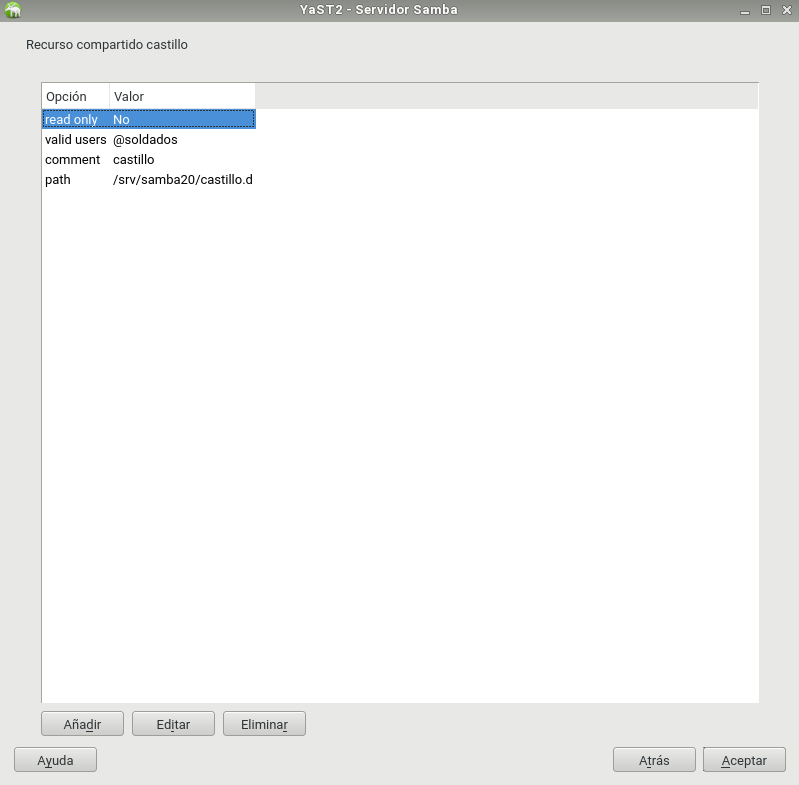 YaST2 - Servidor Samba
Recurso compartido castillo
Opción Valor
read only No
valid users @soldados
comment castillo
path /srv/samba20/castillo.d
Añadir Editar Eliminar
Ayuda Atrás Aceptar